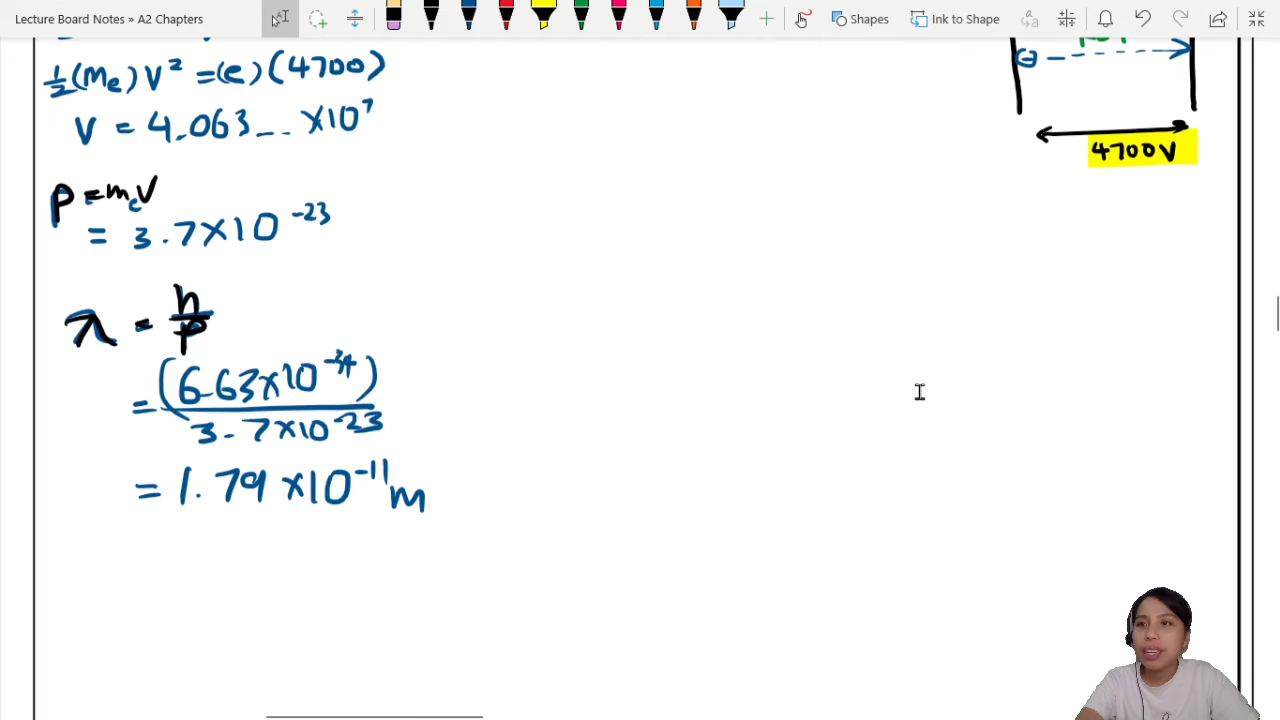 Lecture Board Notes » A2 Chapters
Shapes
Ink to Shape
½(me)v² = (e)(4700)
v = 4.063... ×10⁷
4700V
p = mev
= 3.7×10⁻²³
λ = h/p
= (6.63×10⁻³⁴)
3.7×10⁻²³
= 1.79×10⁻¹¹m